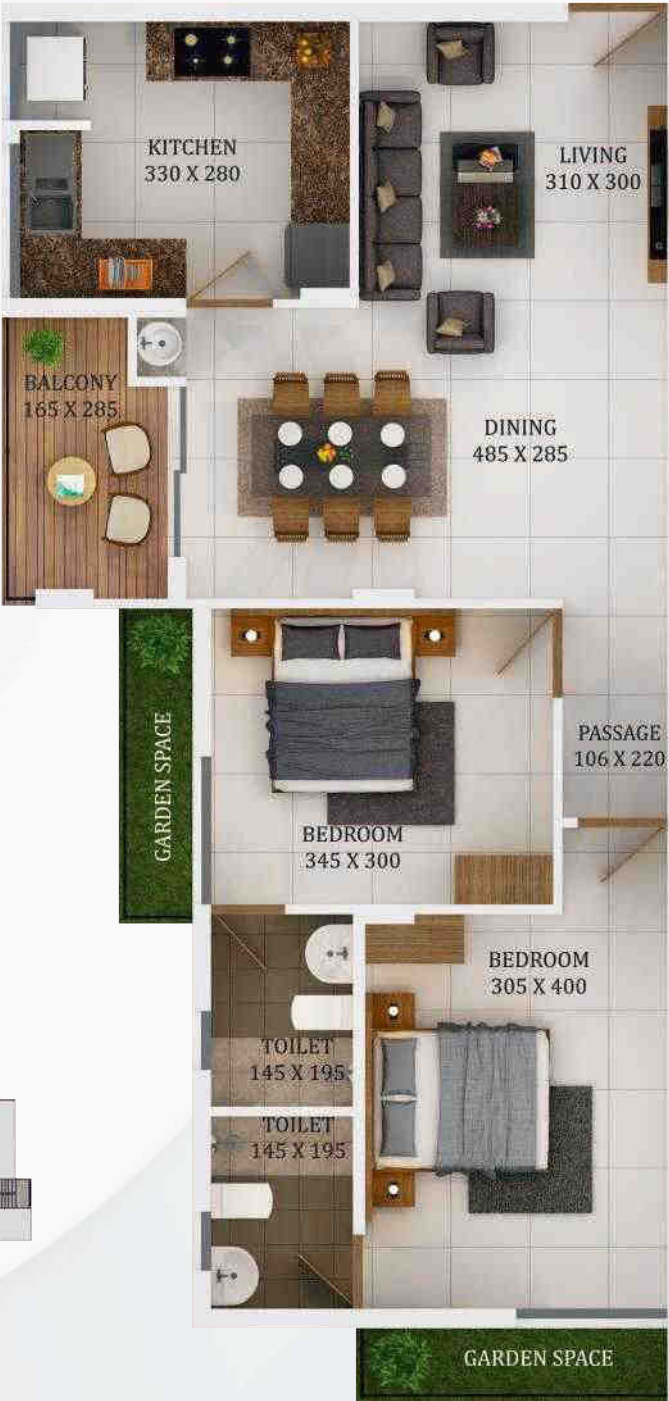 KITCHEN
330 X 280
LIVING
310 X 300
BALCONY
165 X 285
DINING
485 X 285
GARDEN SPACE
PASSAGE
106 X 220
BEDROOM
345 X 300
BEDROOM
305 X 400
TOILET
145 X 195
TOILET
145 X 195
GARDEN SPACE